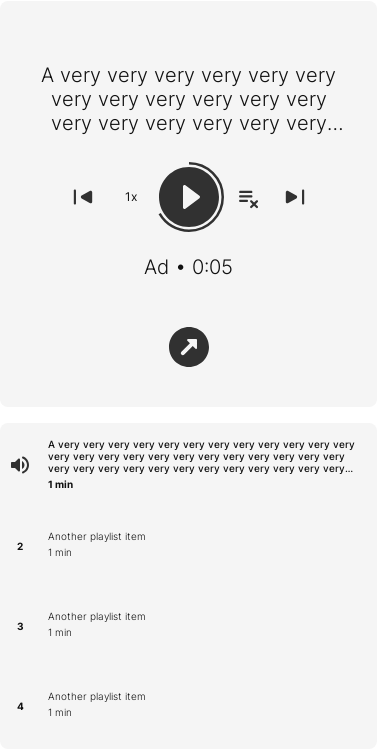 A very very very very very very
very very very very very very
very very very very very very...
1x
Ad • 0:05
A very very very very very very very very very very very very
very very very very very very very very very very very very
very very very very very very very very very very very very...
1 min
2
Another playlist item
1 min
3
Another playlist item
1 min
4
Another playlist item
1 min